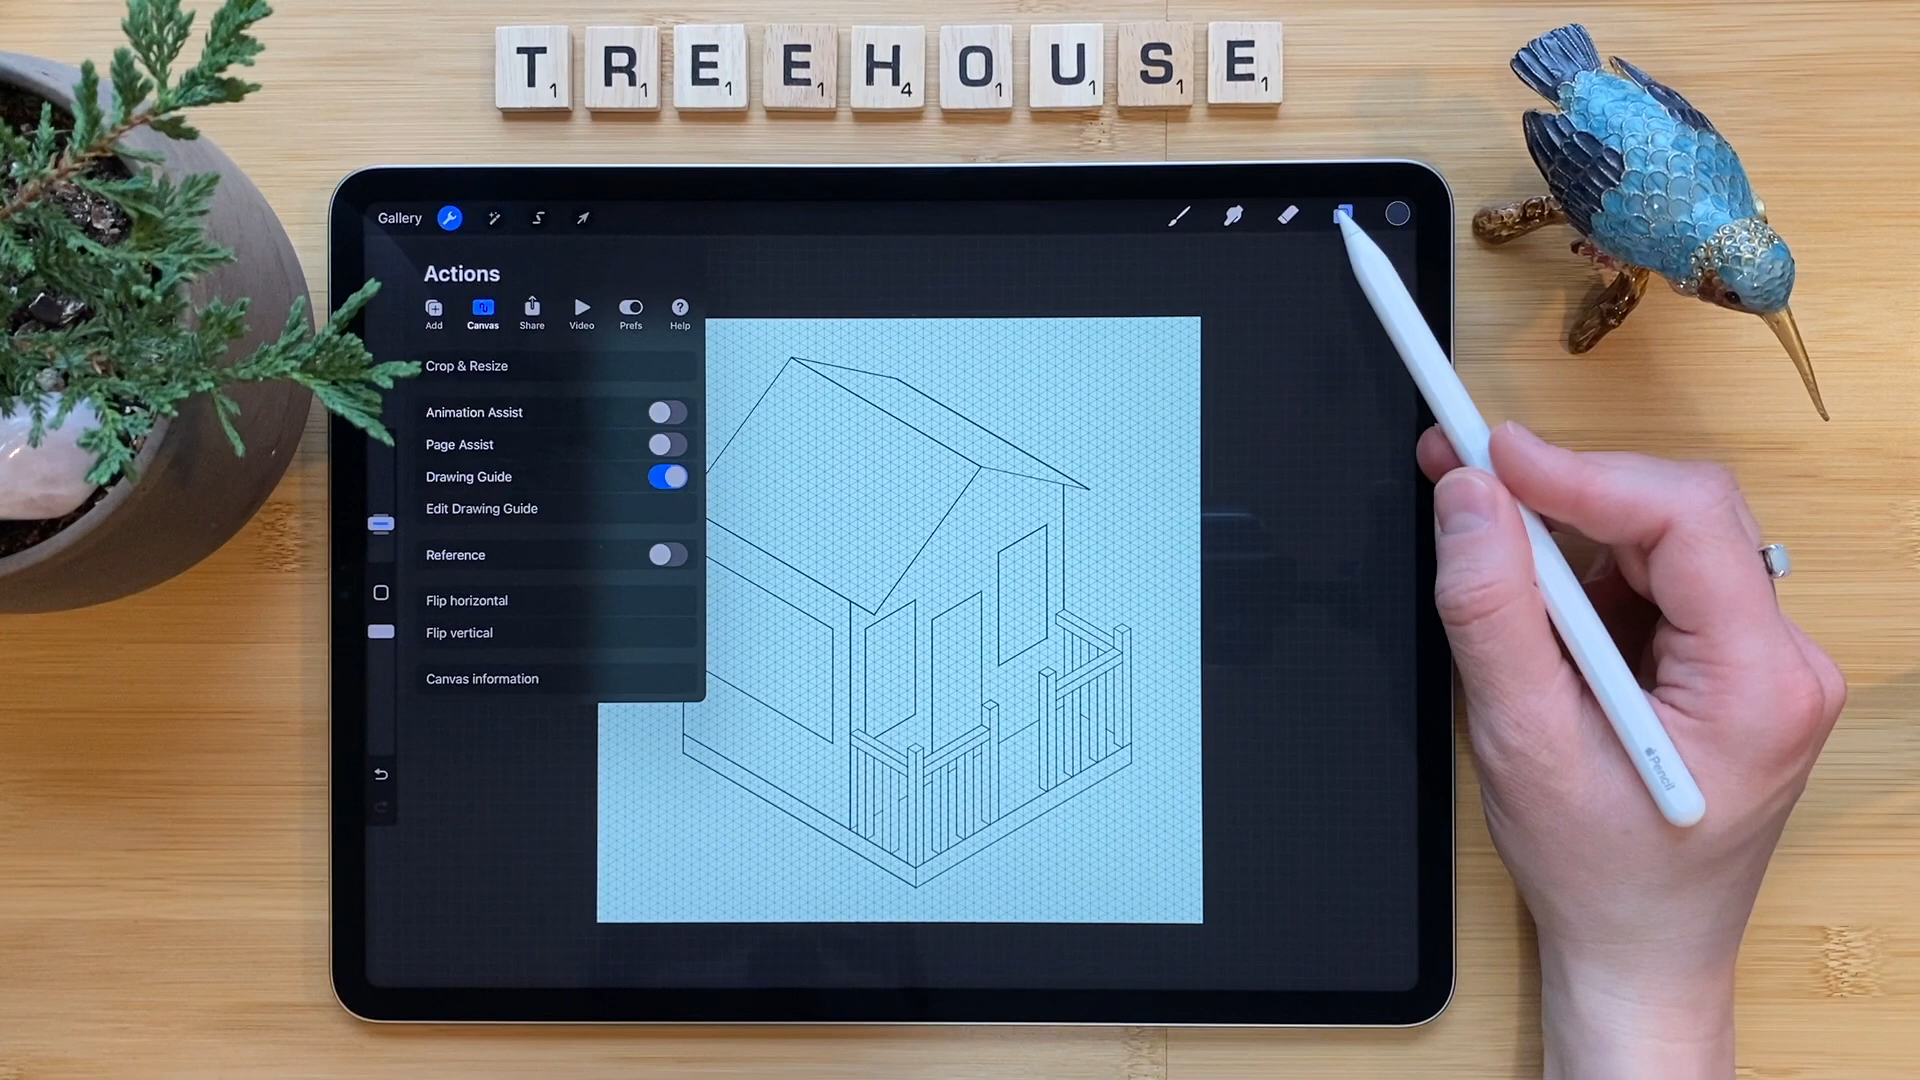 T1 R1 E1 E1 H4 O1 U1 S1 E1
Gallery
Actions
Add Canvas Share Video Prefs Help
Crop & Resize
Animation Assist
Page Assist
Drawing Guide
Edit Drawing Guide
Reference
Flip horizontal
Flip vertical
Canvas information
Pencil